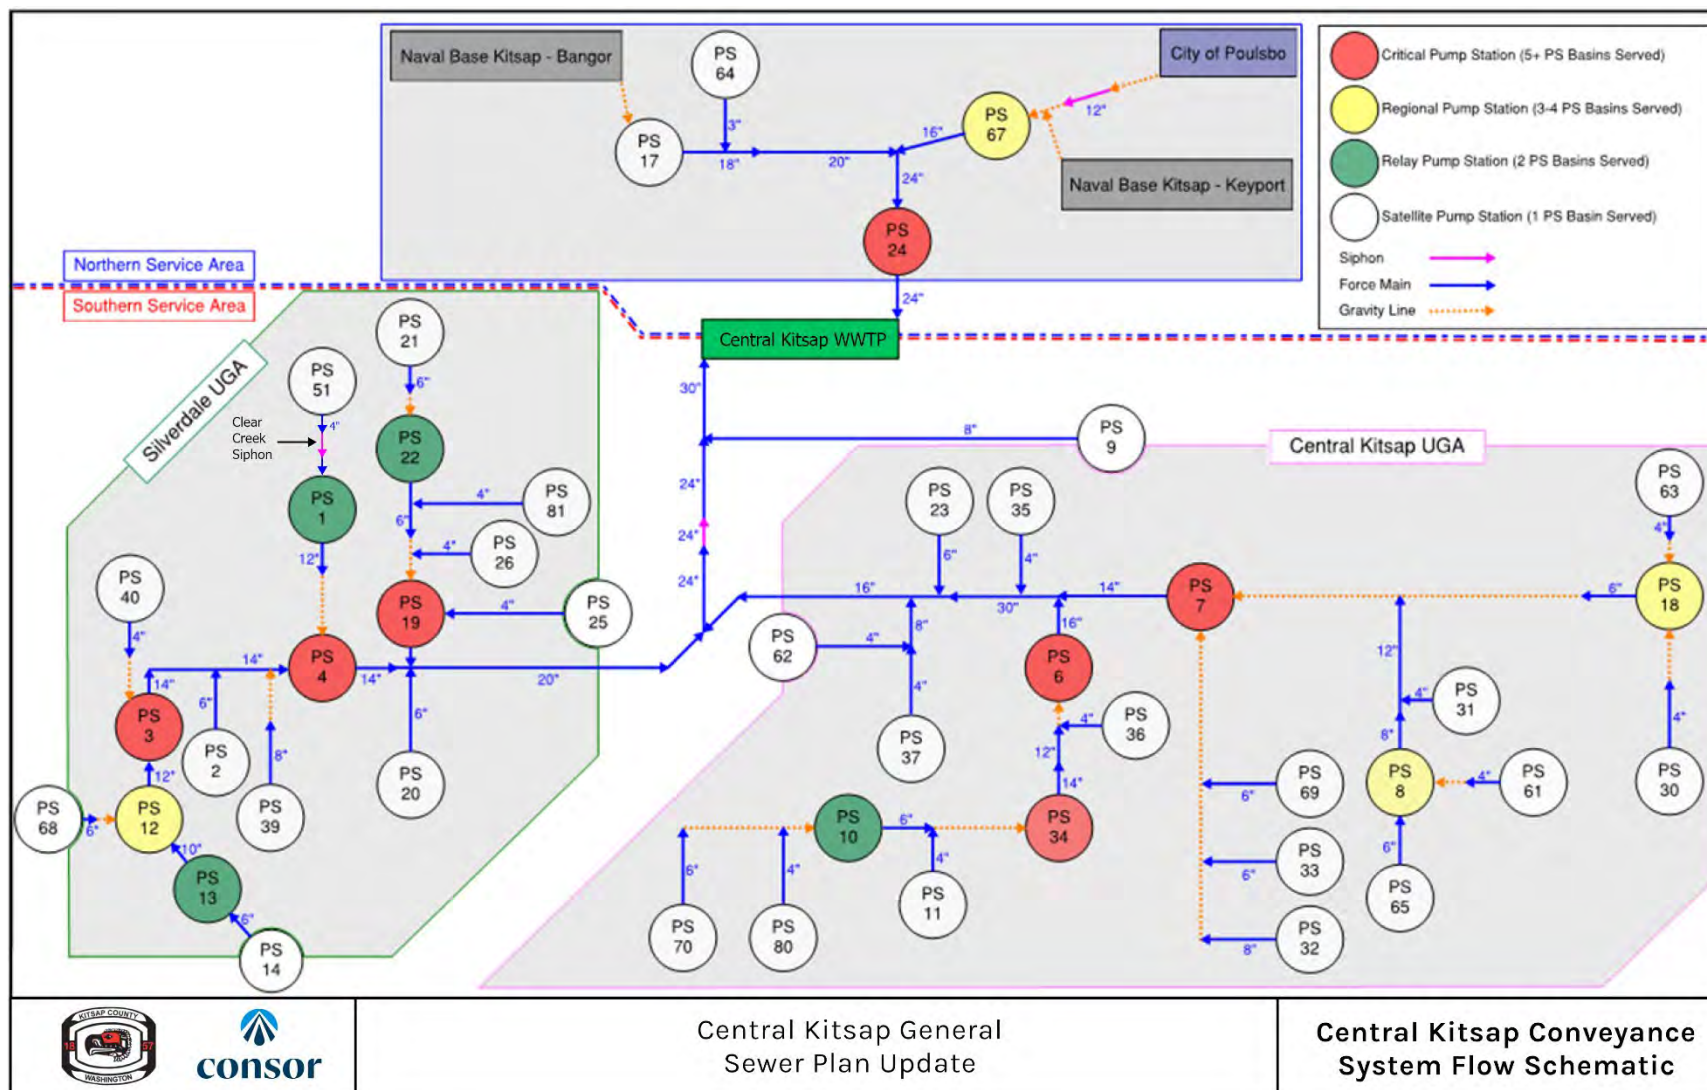 Naval Base Kitsap - Bangor
PS
64
City of Poulsbo
12"
PS
67
16"
3"
PS
17
18"
20"
24"
Naval Base Kitsap - Keyport
PS
24
24"
Critical Pump Station (5+ PS Basins Served)
Regional Pump Station (3-4 PS Basins Served)
Relay Pump Station (2 PS Basins Served)
Satellite Pump Station (1 PS Basin Served)
Siphon
Force Main
Gravity Line
Northern Service Area
Southern Service Area
Central Kitsap WWTP
30"
8"
PS
9
24"
24"
24"
Silverdale UGA
PS
21
6"
PS
51
4"
Clear
Creek
Siphon
PS
22
PS
1
4"
PS
81
6"
4"
PS
26
12"
PS
40
4"
PS
19
4"
PS
25
14"
PS
4
14"
20"
14"
PS
3
6"
PS
2
8"
PS
39
6"
PS
20
12"
PS
68
6"
PS
12
10"
PS
13
6"
PS
14
Central Kitsap UGA
PS
23
6"
PS
35
4"
PS
63
4"
16"
30"
14"
PS
7
6"
PS
18
PS
62
4"
8"
16"
PS
6
12"
4"
PS
37
4"
PS
36
12"
14"
PS
31
8"
4"
PS
30
PS
69
6"
PS
8
4"
PS
61
PS
10
6"
PS
34
6"
4"
4"
PS
11
PS
33
6"
6"
PS
65
PS
70
PS
80
PS
32
8"
KITSAP COUNTY
18 57
WASHINGTON
consor
Central Kitsap General
Sewer Plan Update
Central Kitsap Conveyance
System Flow Schematic